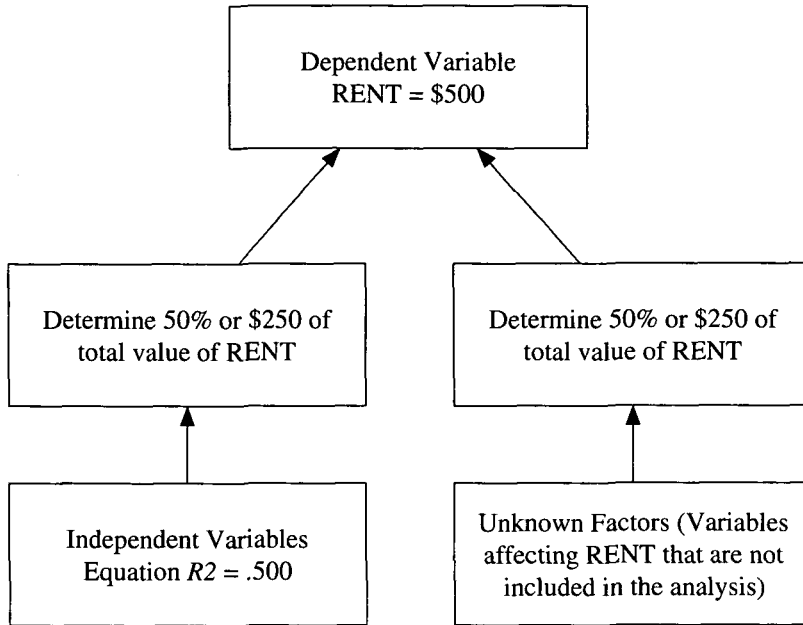 Dependent Variable
RENT = $500
Determine 50% or $250 of
total value of RENT
Determine 50% or $250 of
total value of RENT
Independent Variables
Equation R2 = .500
Unknown Factors (Variables
affecting RENT that are not
included in the analysis)